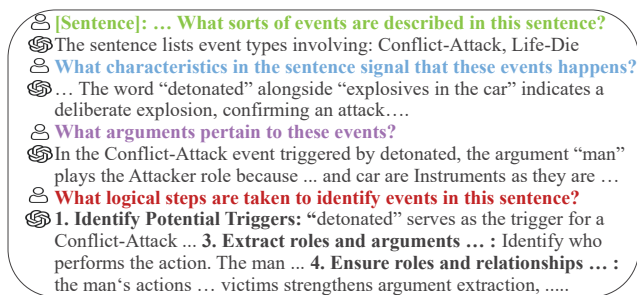 [Sentence]: … What sorts of events are described in this sentence?
The sentence lists event types involving: Conflict-Attack, Life-Die
What characteristics in the sentence signal that these events happens?
… The word “detonated” alongside “explosives in the car” indicates a
deliberate explosion, confirming an attack….
What arguments pertain to these events?
In the Conflict-Attack event triggered by detonated, the argument “man”
plays the Attacker role because ... and car are Instruments as they are …
What logical steps are taken to identify events in this sentence?
1. Identify Potential Triggers: “detonated” serves as the trigger for a
Conflict-Attack ... 3. Extract roles and arguments … : Identify who
performs the action. The man ... 4. Ensure roles and relationships … :
the man‘s actions … victims strengthens argument extraction, .....